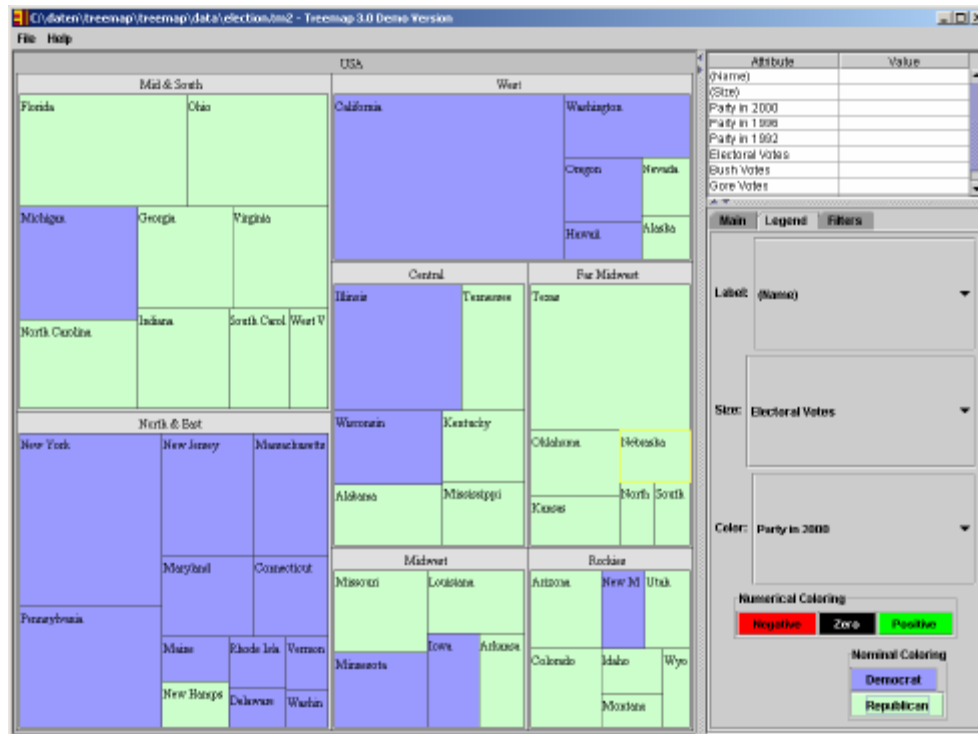 C:\daten\treemap\treemap\data\election.tm2 - Treemap 3.0 Demo Version
File Help
USA
Mid & South
Florida
Ohio
Michigan
Georgia
Virginia
North Carolina
Indiana
South Carol
West V
North & East
New York
New Jersey
Massachusetts
Maryland
Connecticut
Pennsylvania
Maine
Rhode Isla
Vermon
New Hamps
Delaware
Washin
West
California
Washington
Oregon
Nevada
Hawaii
Alaska
Central
Illinois
Tennessee
Wisconsin
Kentucky
Alabama
Mississippi
Far Midwest
Texas
Oklahoma
Nebraska
Kansas
North
South
Midwest
Missouri
Louisiana
Minnesota
Iowa
Arkansa
Rockies
Arizona
New M
Utah
Colorado
Idaho
Wyo
Montana
Attribute Value
(Name)
(Size)
Party in 2000
Party in 1996
Party in 1992
Electoral Votes
Bush Votes
Gore Votes
Main Legend Filters
Label: (Name)
Size: Electoral Votes
Color: Party in 2000
Numerical Coloring
Negative Zero Positive
Nominal Coloring
Democrat
Republican